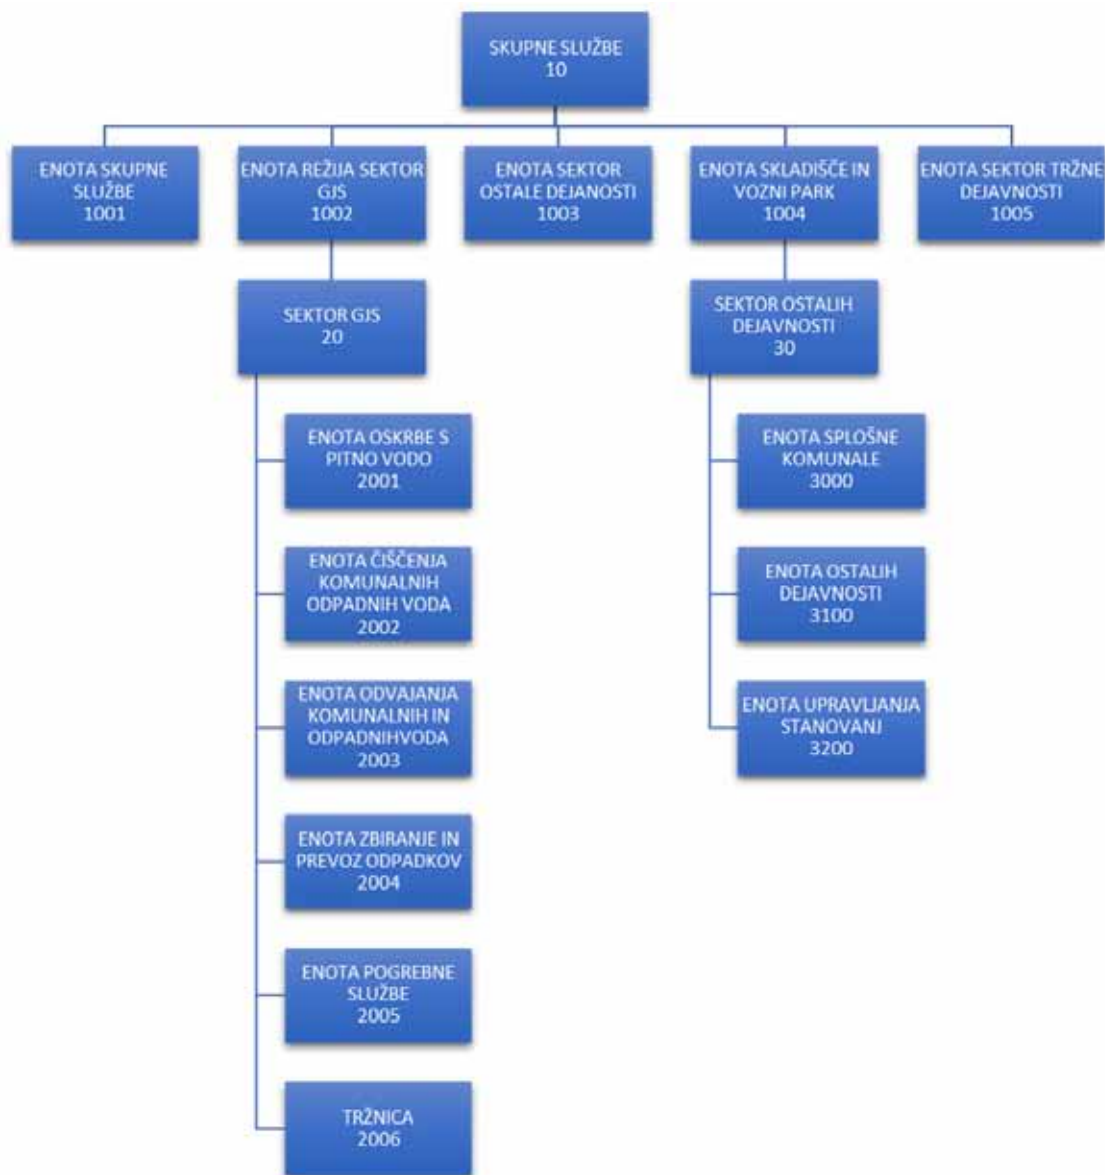 SKUPNE SLUŽBE
10
ENOTA SKUPNE
SLUŽBE
1001
ENOTA REŽIJA SEKTOR
GJS
1002
ENOTA SEKTOR
OSTALE DEJANOSTI
1003
ENOTA SKLADIŠČE IN
VOZNI PARK
1004
ENOTA SEKTOR TRŽNE
DEJAVNOSTI
1005
SEKTOR GJS
20
ENOTA OSKRBE S
PITNO VODO
2001
ENOTA ČIŠČENJA
KOMUNALNIH
ODPADNIH VODA
2002
ENOTA ODVAJANJA
KOMUNALNIH IN
ODPADNIHVODA
2003
ENOTA ZBIRANJE IN
PREVOZ ODPADKOV
2004
ENOTA POGREBNE
SLUŽBE
2005
TRŽNICA
2006
SEKTOR OSTALIH
DEJAVNOSTI
30
ENOTA SPLOŠNE
KOMUNALE
3000
ENOTA OSTALIH
DEJAVNOSTI
3100
ENOTA UPRAVLJANJA
STANOVANJ
3200